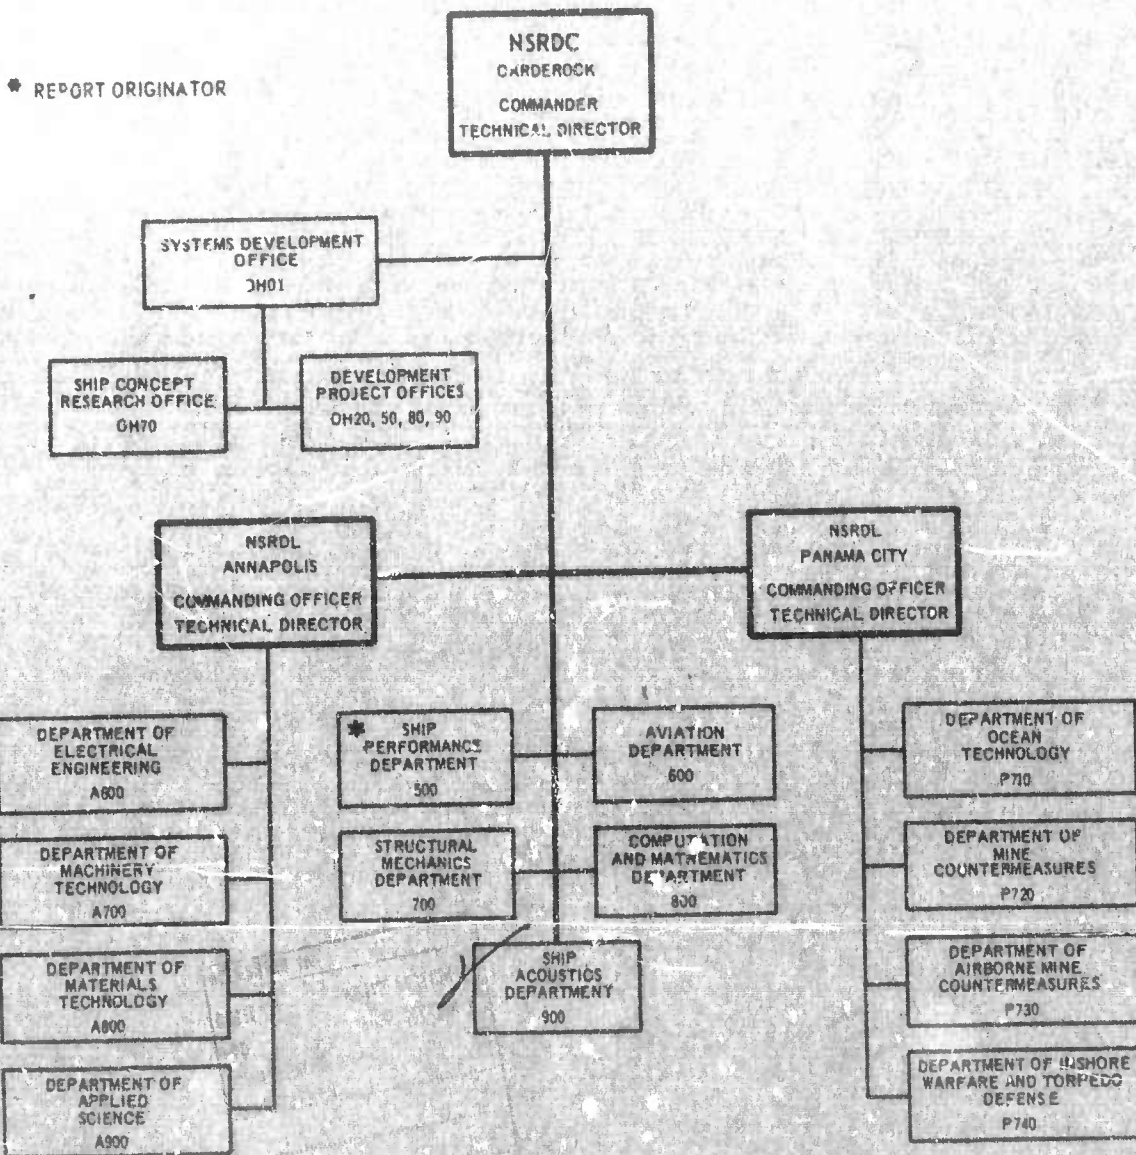 NSRDC
CARDEROCK
COMMANDER
TECHNICAL DIRECTOR
* REPORT ORIGINATOR
SYSTEMS DEVELOPMENT
OFFICE
OH01
SHIP CONCEPT
RESEARCH OFFICE
OH70
DEVELOPMENT
PROJECT OFFICES
OH20, 50, 80, 90
NSRDL
ANNAPOLIS
COMMANDING OFFICER
TECHNICAL DIRECTOR
NSRDL
PANAMA CITY
COMMANDING OFFICER
TECHNICAL DIRECTOR
DEPARTMENT OF
ELECTRICAL
ENGINEERING
A600
* SHIP
PERFORMANCE
DEPARTMENT
500
AVIATION
DEPARTMENT
600
DEPARTMENT OF
OCEAN
TECHNOLOGY
P710
DEPARTMENT OF
MACHINERY
TECHNOLOGY
A700
STRUCTURAL
MECHANICS
DEPARTMENT
700
COMPUTATION
AND MATHEMATICS
DEPARTMENT
800
DEPARTMENT OF
MINE
COUNTERMEASURES
P720
DEPARTMENT OF
MATERIALS
TECHNOLOGY
A800
SHIP
ACOUSTICS
DEPARTMENT
900
DEPARTMENT OF
AIRBORNE MINE
COUNTERMEASURES
P730
DEPARTMENT OF
APPLIED
SCIENCE
A900
DEPARTMENT OF INSHORE
WARFARE AND TORPEDO
DEFENSE
P740